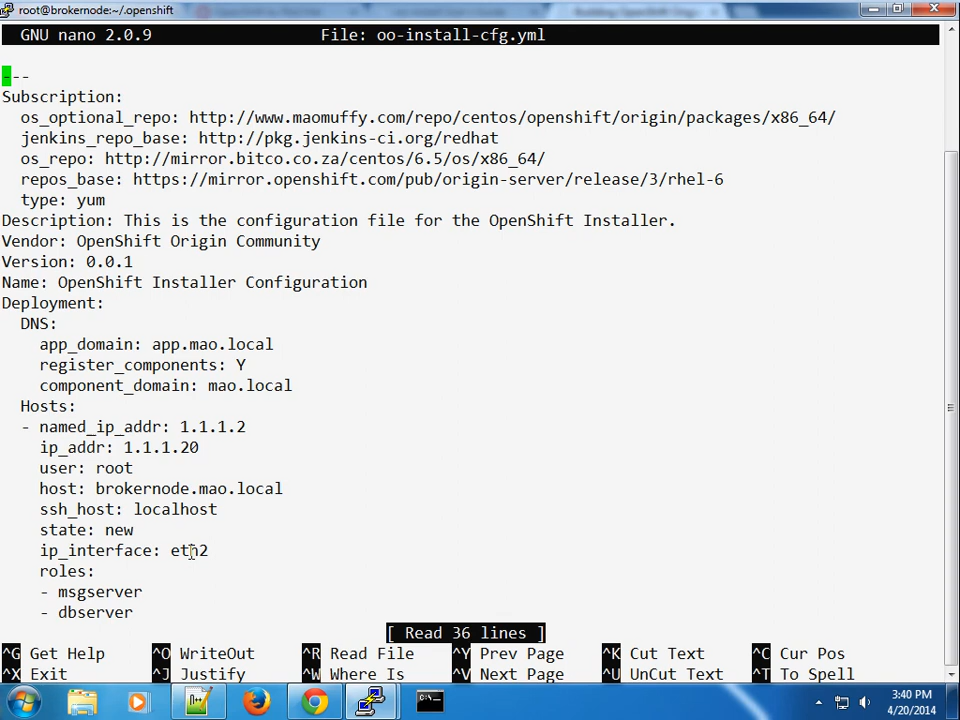 root@brokernode:~/.openshift
GNU nano 2.0.9 File: oo-install-cfg.yml
---
Subscription:
os_optional_repo: http://www.maomuffy.com/repo/centos/openshift/origin/packages/x86_64/
jenkins_repo_base: http://pkg.jenkins-ci.org/redhat
os_repo: http://mirror.bitco.co.za/centos/6.5/os/x86_64/
repos_base: https://mirror.openshift.com/pub/origin-server/release/3/rhel-6
type: yum
Description: This is the configuration file for the OpenShift Installer.
Vendor: OpenShift Origin Community
Version: 0.0.1
Name: OpenShift Installer Configuration
Deployment:
DNS:
app_domain: app.mao.local
register_components: Y
component_domain: mao.local
Hosts:
- named_ip_addr: 1.1.1.2
ip_addr: 1.1.1.20
user: root
host: brokernode.mao.local
ssh_host: localhost
state: new
ip_interface: eth2
roles:
- msgserver
- dbserver
[ Read 36 lines ]
^G Get Help ^O WriteOut ^R Read File ^Y Prev Page ^K Cut Text ^C Cur Pos
^X Exit ^J Justify ^W Where Is ^V Next Page ^U UnCut Text ^T To Spell
3:40 PM
4/20/2014